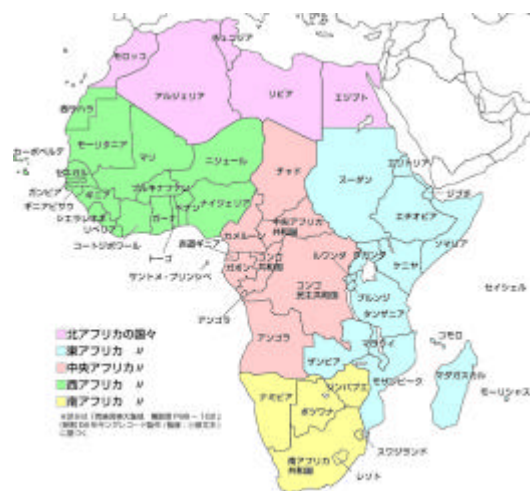 モロッコ
チュニジア
アルジェリア
リビア
エジプト
西サハラ
モーリタニア
マリ
ニジェール
チャド
スーダン
エリトリア
カーボベルデ
セネガル
ガンビア
ギニアビサウ
ギニア
シエラレオネ
リベリア
コートジボワール
ブルキナファソ
ガーナ
トーゴ
ベナン
ナイジェリア
ジブチ
エチオピア
ソマリア
カメルーン
中央アフリカ
共和国
赤道ギニア
サントメ・プリンシペ
ガボン
コンゴ
共和国
コンゴ
民主共和国
ルワンダ
ウガンダ
ケニヤ
ブルンジ
タンザニア
セイシェル
アンゴラ
アンゴラ
ザンビア
マラウイ
コモロ
モザンビーク
マダガスカル
モーリシャス
ナミビア
ボツワナ
ジンバブエ
南アフリカ
共和国
スワジランド
レソト
北アフリカの国々
東アフリカ 〃
中央アフリカ 〃
西アフリカ 〃
南アフリカ 〃
に基づく